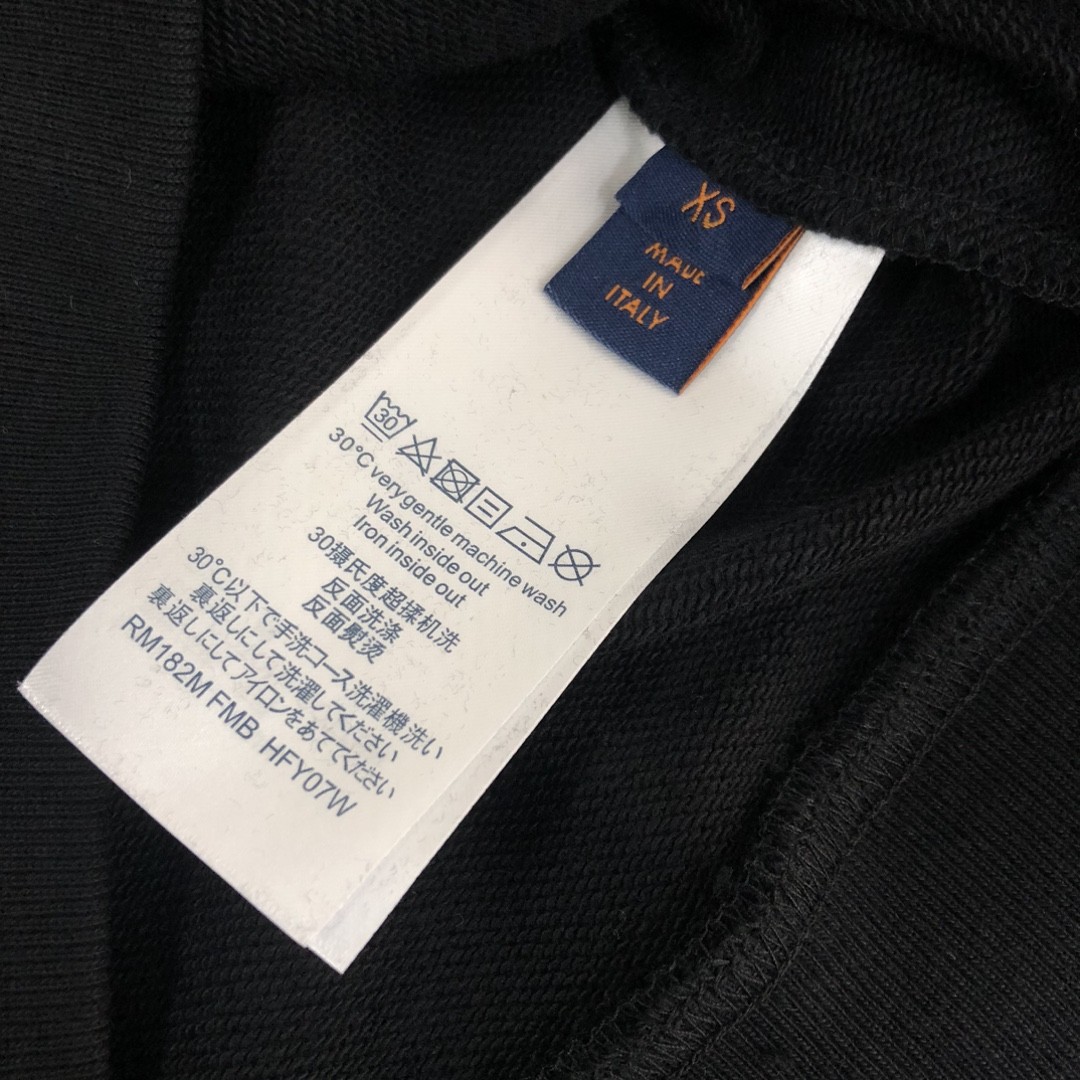 XS
MADE
IN
ITALY
30
30°C very gentle machine wash
Wash inside out
Iron inside out
30摄氏度超揉机洗
反面洗涤
反面熨烫
30℃以下で手洗コース洗濯機洗い
裏返しにして洗濯してください
裏返しにしてアイロンをあててください
RM182M FMB HFY07W